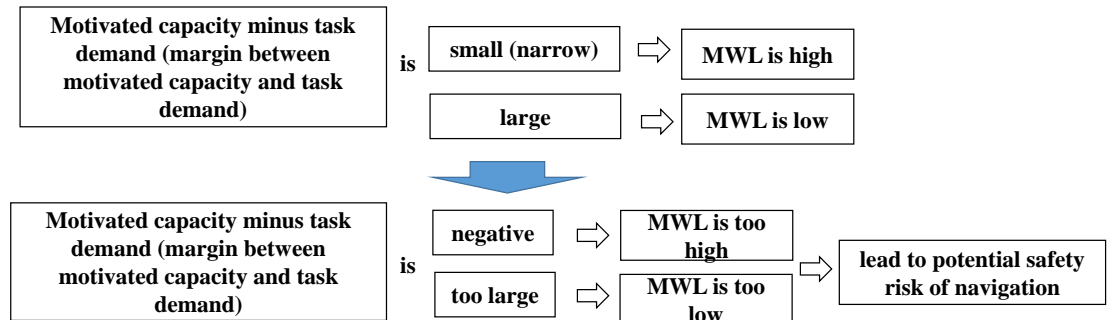 Motivated capacity minus task
demand (margin between
motivated capacity and task
demand)
is
small (narrow)
MWL is high
large
MWL is low
Motivated capacity minus task
demand (margin between
motivated capacity and task
demand)
is
negative
MWL is too
high
too large
MWL is too
low
lead to potential safety
risk of navigation